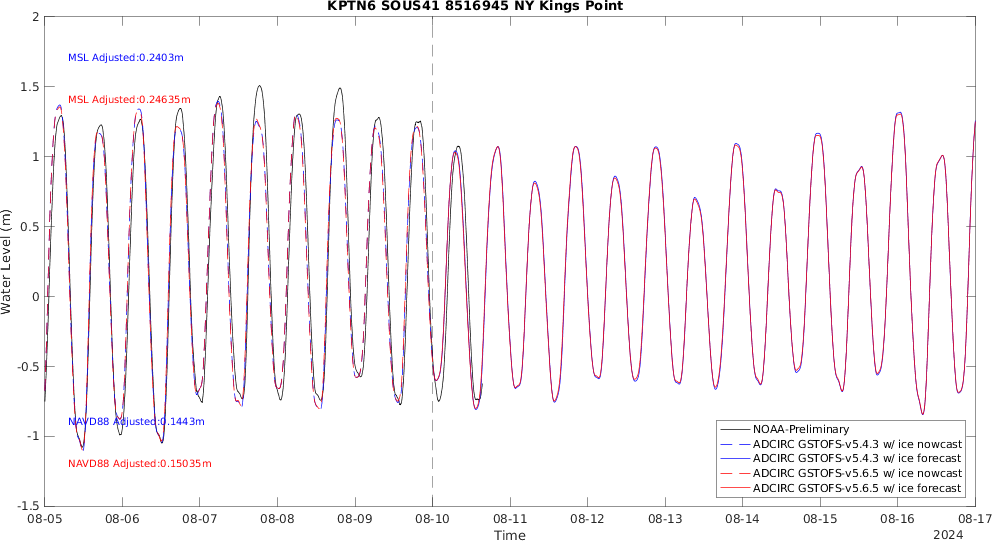 KPTN6 SOUS41 8516945 NY Kings Point
2
1.5
1
0.5
0
-0.5
-1
-1.5
Water Level (m)
MSL Adjusted:0.2403m
MSL Adjusted:0.24635m
NAVD88 Adjusted:0.1443m
NAVD88 Adjusted:0.15035m
NOAA-Preliminary
ADCIRC GSTOFS-v5.4.3 w/ ice nowcast
ADCIRC GSTOFS-v5.4.3 w/ ice forecast
ADCIRC GSTOFS-v5.6.5 w/ ice nowcast
ADCIRC GSTOFS-v5.6.5 w/ ice forecast
08-05 08-06 08-07 08-08 08-09 08-10 08-11 08-12 08-13 08-14 08-15 08-16 08-17
Time
2024